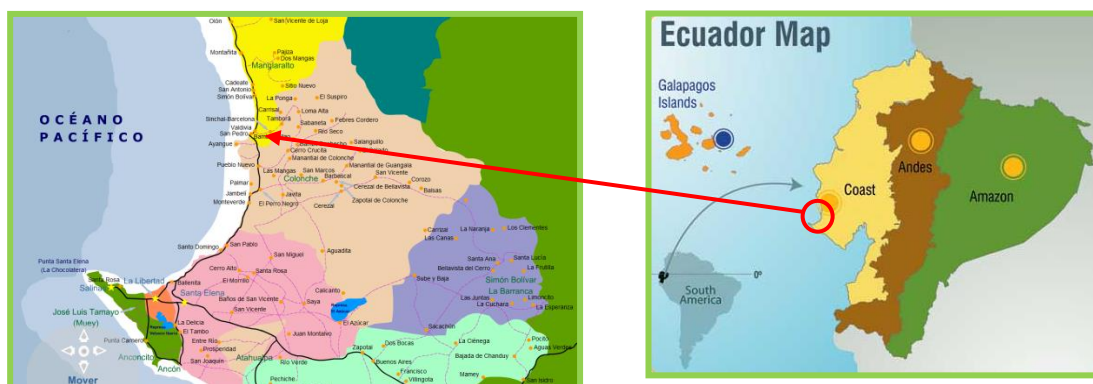 Olón
San Vicente de Loja
Montañita
Pajiza
Dos Mangas
Manglaralto
Cadeate
San Antonio
Simón Bolívar
Sitio Nuevo
La Ponga
El Suspiro
Carrisal
Loma Alta
OCÉANO
PACÍFICO
Sinchal-Barcelona
Tamborá
Sabaneta
Febres Cordero
Valdivia
San Pedro
Río Seco
Ayangue
Salanguillo
Cerro Crucita
Manantial de Colonche
Pueblo Nuevo
Manantial de Guangala
Las Mangas
San Marcos
San Vicente
Colonche
Barbascal
Corozo
Palmar
Cerezal de Bellavista
Balsas
Jambelí
Javita
Zapotal de Colonche
Monteverde
El Perro Negro
Cerezal
Carrizal
La Naranja
Los Clementes
Las Canas
Santo Domingo
San Pablo
Aguadita
San Miguel
Santa Ana
Santa Lucía
Punta Santa Elena
(La Chocolatera)
Cerro Alto
Santa Rosa
Bellavista del Cerro
La Frutilla
Santa Rosa
La Libertad
Ballenita
El Morrillo
Sube y Baja
Simón Bolívar
Salinas
Santa Elena
Calicanto
La Barranca
Baños de San Vicente
Saya
Las Juntas
Limoncito
José Luis Tamayo
(Muey)
San Vicente
La Cuchara
La Esperanza
La Delicia
El Azúcar
El Tambo
Juan Montalvo
Sacachún
Punta Carnero
Entre Ríos
Prosperidad
Zapotal
Dos Bocas
La Ciénega
Pocito
Aguas Verdes
Anconcito
San Joaquín
Atahualpa
Río Verde
Buenos Aires
Bajada de Chanduy
Ancón
Francisco
Mover
Pechiche
Villingota
Mamey
San Isidro
Ecuador Map
Galapagos
Islands
Andes
Coast
Amazon
0º
South
America